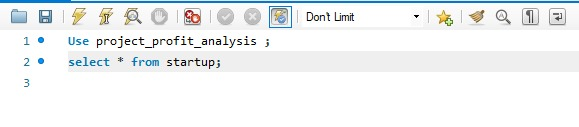 Don't Limit
1 Use project_profit_analysis ;
2 select * from startup;
3